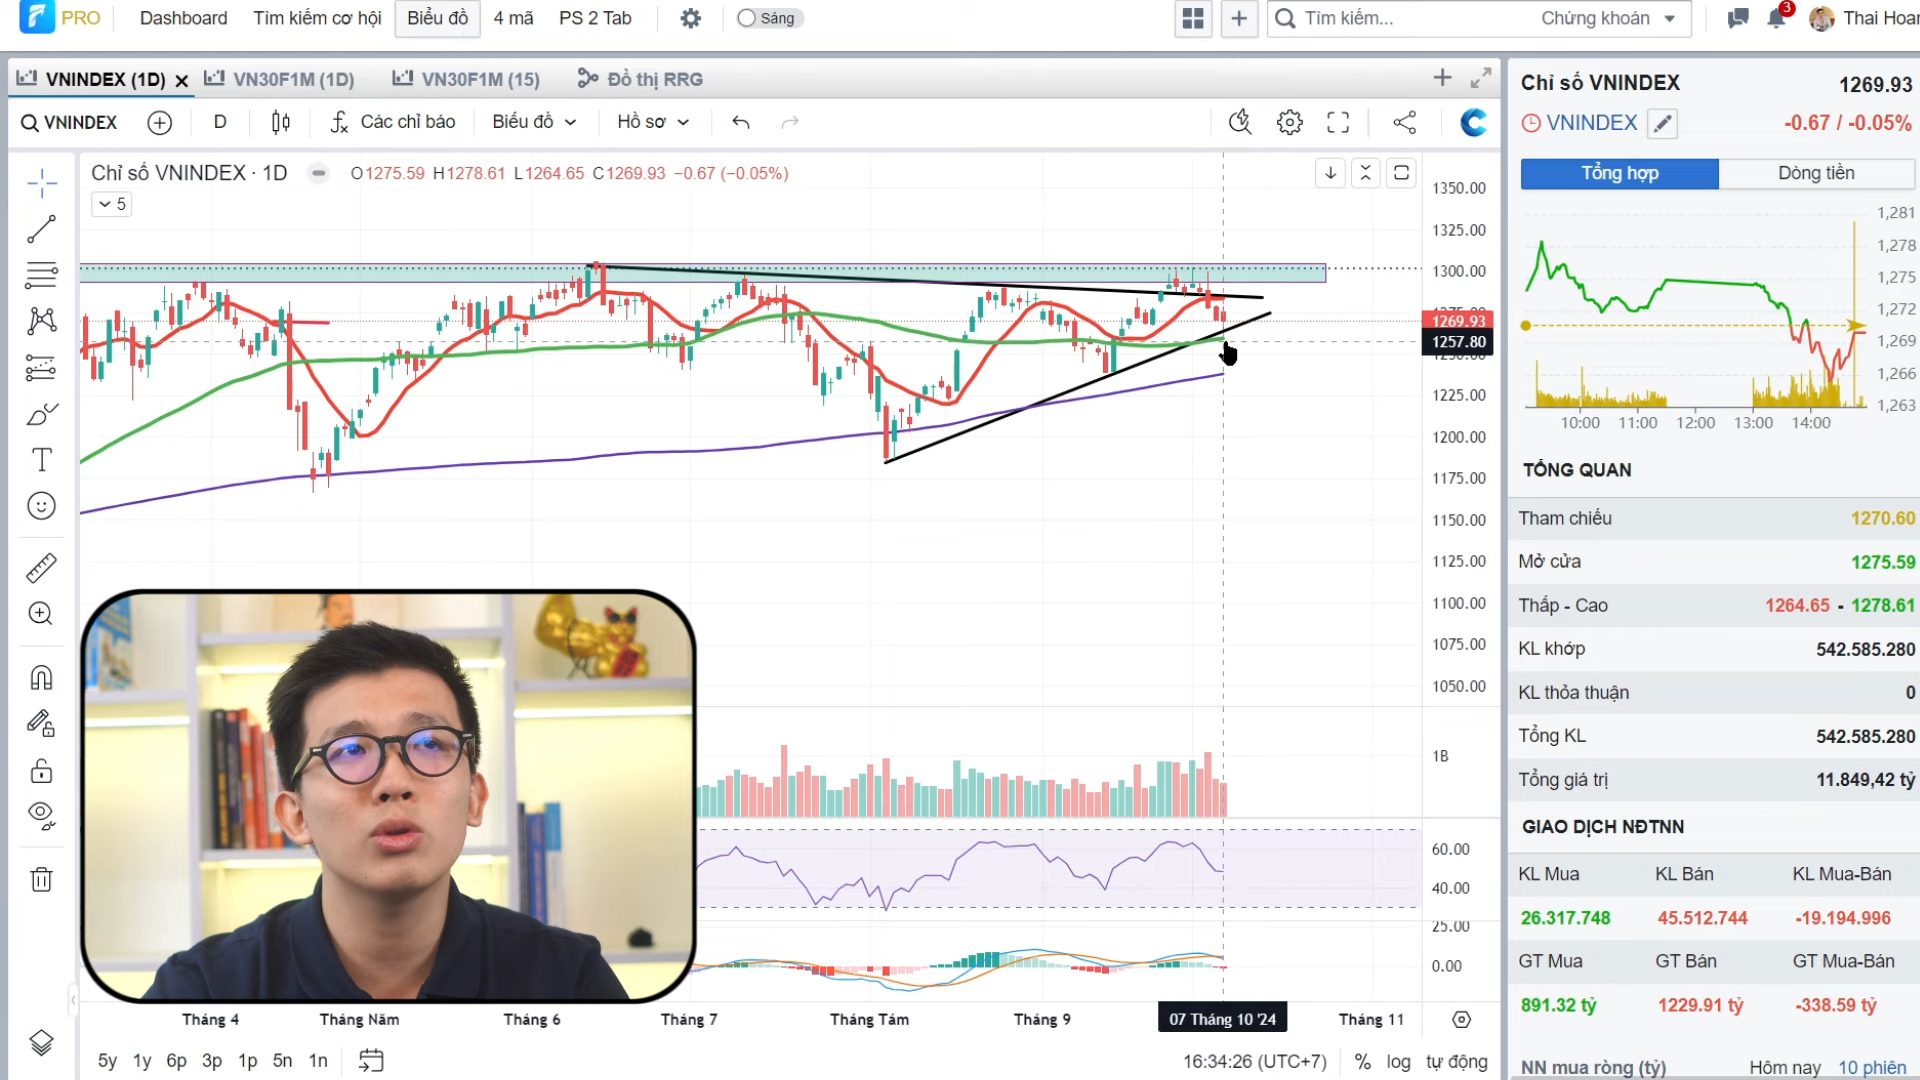 PRO
Dashboard
Tìm kiếm cơ hội
Biểu đồ
4 mã
PS 2 Tab
Sáng
Tìm kiếm...
Chứng khoán
3
Thai Hoan
VNINDEX (1D)
VN30F1M (1D)
VN30F1M (15)
Đồ thị RRG
VNINDEX
D
Các chỉ báo
Biểu đồ
Hồ sơ
Chỉ số VNINDEX · 1D
O1275.59 H1278.61 L1264.65 C1269.93 −0.67 (−0.05%)
5
1350.00
1325.00
1300.00
1269.93
1257.80
1225.00
1200.00
1175.00
1150.00
1125.00
1100.00
1075.00
1050.00
1B
60.00
40.00
25.00
0.00
Tháng 4
Tháng Năm
Tháng 6
Tháng 7
Tháng Tám
Tháng 9
07 Tháng 10 '24
Tháng 11
5y 1y 6p 3p 1p 5n 1n
16:34:26 (UTC+7)
% log tự động
Chỉ số VNINDEX
1269.93
VNINDEX
-0.67 / -0.05%
Tổng hợp
Dòng tiền
1,281
1,278
1,275
1,272
1,269
1,266
1,263
10:00 11:00 12:00 13:00 14:00
TỔNG QUAN
Tham chiếu 1270.60
Mở cửa 1275.59
Thấp - Cao 1264.65 - 1278.61
KL khớp 542.585.280
KL thỏa thuận 0
Tổng KL 542.585.280
Tổng giá trị 11.849,42 tỷ
GIAO DỊCH NĐTNN
KL Mua KL Bán KL Mua-Bán
26.317.748 45.512.744 -19.194.996
GT Mua GT Bán GT Mua-Bán
891.32 tỷ 1229.91 tỷ -338.59 tỷ
NN mua ròng (tỷ) Hôm nay 10 phiên